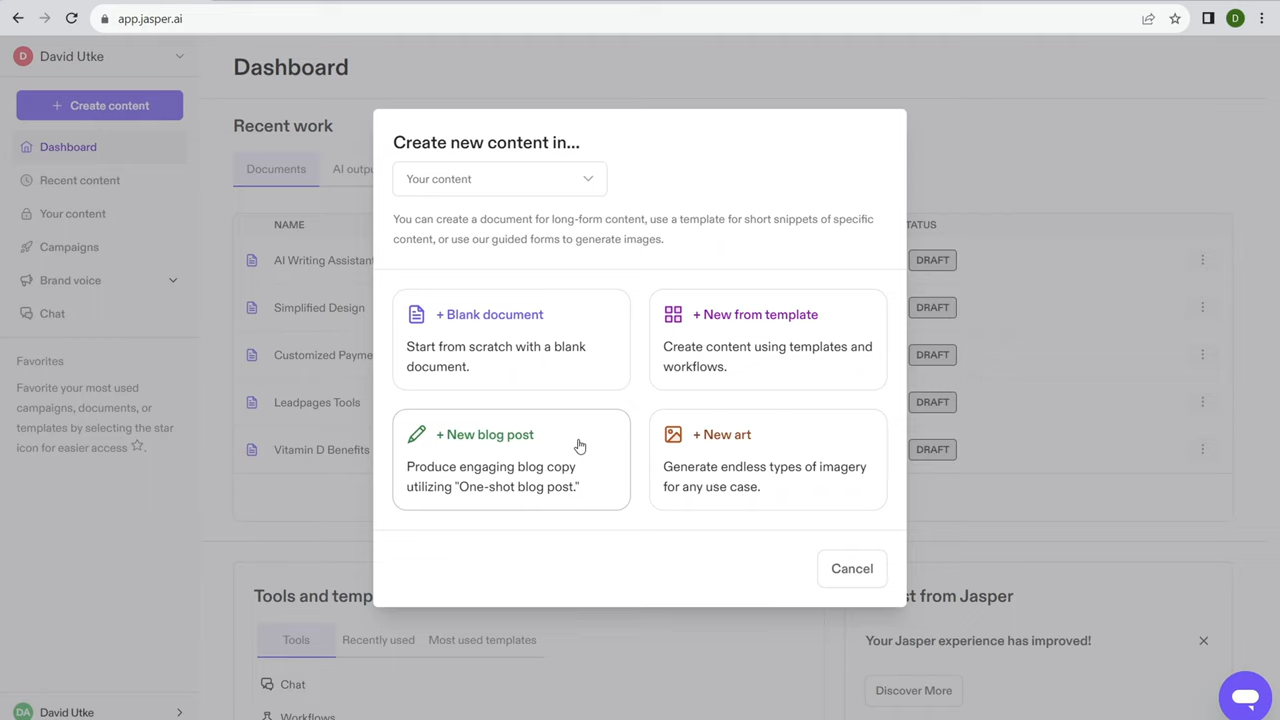 app.jasper.ai
D
D
David Utke
+ Create content
Dashboard
Recent content
Your content
Campaigns
Brand voice
Chat
Favorites
Favorite your most used
campaigns, documents, or
templates by selecting the star
icon for easier access
.
DA
David Utke
Dashboard
Recent work
Documents
AI outpu
NAME
TATUS
AI Writing Assistan
DRAFT
Simplified Design
DRAFT
Customized Payme
DRAFT
Leadpages Tools
DRAFT
Vitamin D Benefits
DRAFT
Create new content in...
Your content
You can create a document for long-form content, use a template for short snippets of specific
content, or use our guided forms to generate images.
+ Blank document
Start from scratch with a blank
document.
+ New from template
Create content using templates and
workflows.
+ New blog post
Produce engaging blog copy
utilizing "One-shot blog post."
+ New art
Generate endless types of imagery
for any use case.
Cancel
Tools and temp
Tools
Recently used
Most used templates
Chat
Workflows
st from Jasper
Your Jasper experience has improved!
Discover More